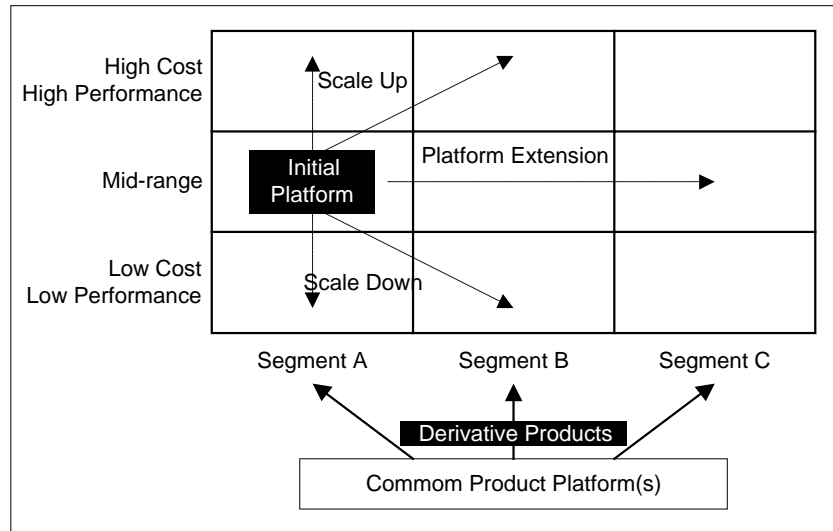 High Cost
High Performance
Scale Up
Mid-range
Initial
Platform
Platform Extension
Low Cost
Low Performance
Scale Down
Segment A
Segment B
Segment C
Derivative Products
Commom Product Platform(s)